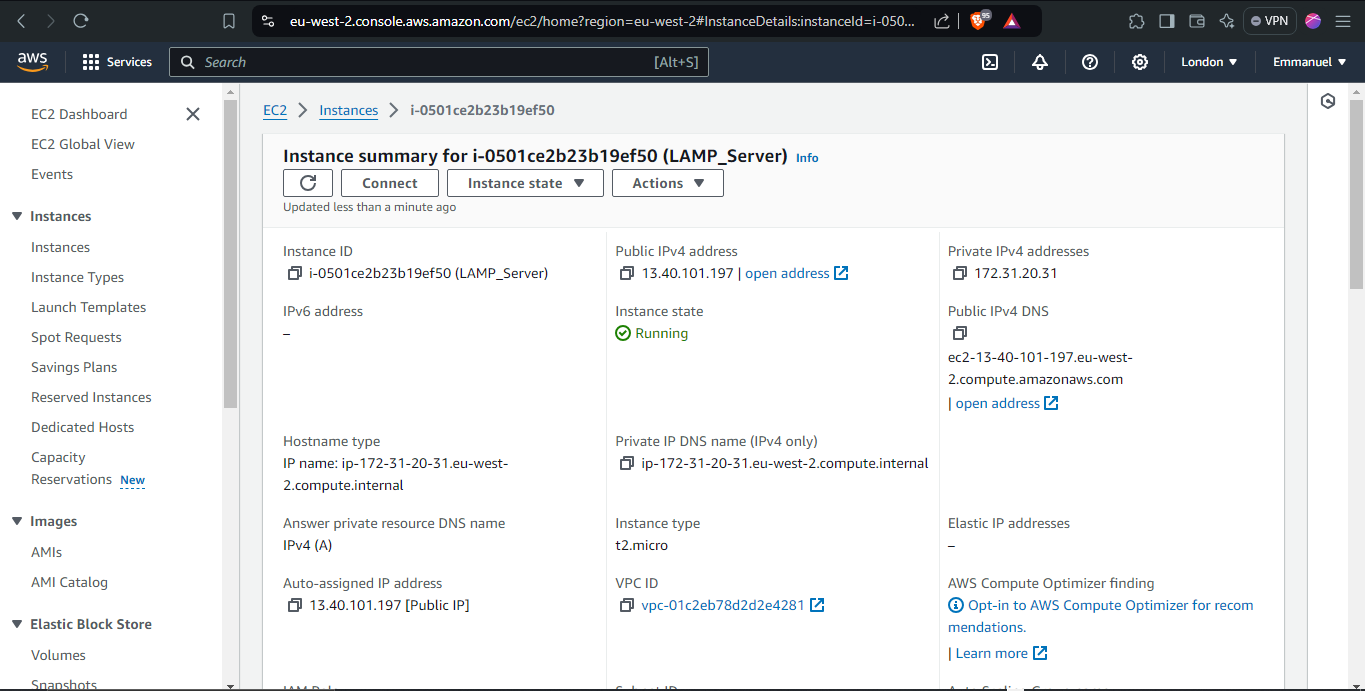 eu-west-2.console.aws.amazon.com/ec2/home?region=eu-west-2#InstanceDetails:instanceId=i-050...
95
VPN
aws
Services
Search
[Alt+S]
London
Emmanuel
EC2 Dashboard
EC2 Global View
Events
Instances
Instances
Instance Types
Launch Templates
Spot Requests
Savings Plans
Reserved Instances
Dedicated Hosts
Capacity
Reservations New
Images
AMIs
AMI Catalog
Elastic Block Store
Volumes
Snapshots
EC2
Instances
i-0501ce2b23b19ef50
Instance summary for i-0501ce2b23b19ef50 (LAMP_Server) Info
Connect
Instance state
Actions
Updated less than a minute ago
Instance ID
i-0501ce2b23b19ef50 (LAMP_Server)
Public IPv4 address
13.40.101.197 | open address
Private IPv4 addresses
172.31.20.31
IPv6 address
–
Instance state
Running
Public IPv4 DNS
ec2-13-40-101-197.eu-west-
2.compute.amazonaws.com
| open address
Hostname type
IP name: ip-172-31-20-31.eu-west-
2.compute.internal
Private IP DNS name (IPv4 only)
ip-172-31-20-31.eu-west-2.compute.internal
Answer private resource DNS name
IPv4 (A)
Instance type
t2.micro
Elastic IP addresses
–
Auto-assigned IP address
13.40.101.197 [Public IP]
VPC ID
vpc-01c2eb78d2d2e4281
AWS Compute Optimizer finding
Opt-in to AWS Compute Optimizer for recom
mendations.
| Learn more
IAM Role
Subnet ID